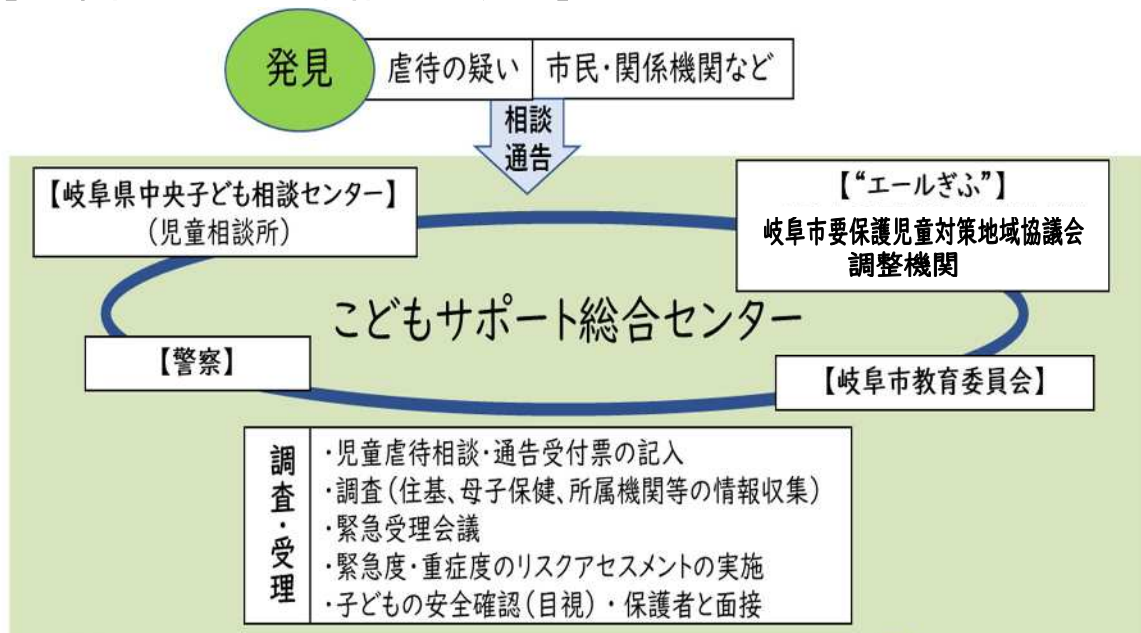 発見
虐待の疑い
市民・関係機関など
相談
通告
【岐阜県中央子ども相談センター】
(児童相談所)
【“エールぎふ”】
岐阜市要保護児童対策地域協議会
調整機関
こどもサポート総合センター
【警察】
【岐阜市教育委員会】
調査・受理
・児童虐待相談・通告受付票の記入
・調査(住基、母子保健、所属機関等の情報収集)
・緊急受理会議
・緊急度・重症度のリスクアセスメントの実施
・子どもの安全確認(目視)・保護者と面接